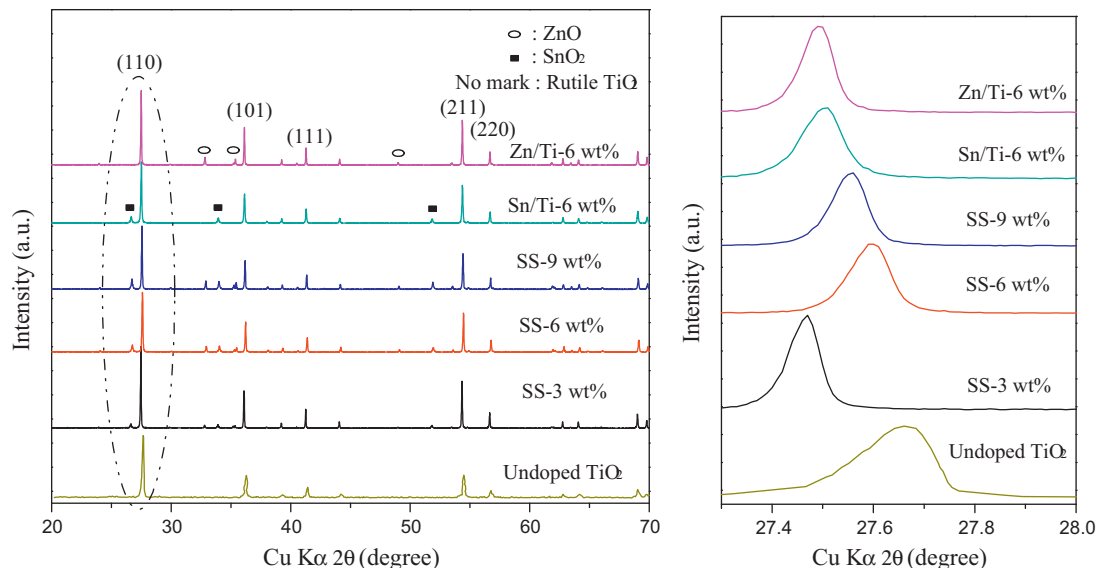 O : ZnO
■ : SnO2
No mark : Rutile TiO2
(110)
(101)
(111)
(211)
(220)
Zn/Ti-6 wt%
Sn/Ti-6 wt%
SS-9 wt%
SS-6 wt%
SS-3 wt%
Undoped TiO2
Intensity (a.u.)
20 30 40 50 60 70
Cu Kα 2θ (degree)
Zn/Ti-6 wt%
Sn/Ti-6 wt%
SS-9 wt%
SS-6 wt%
SS-3 wt%
Undoped TiO2
Intensity (a.u.)
27.4 27.6 27.8 28.0
Cu Kα 2θ (degree)